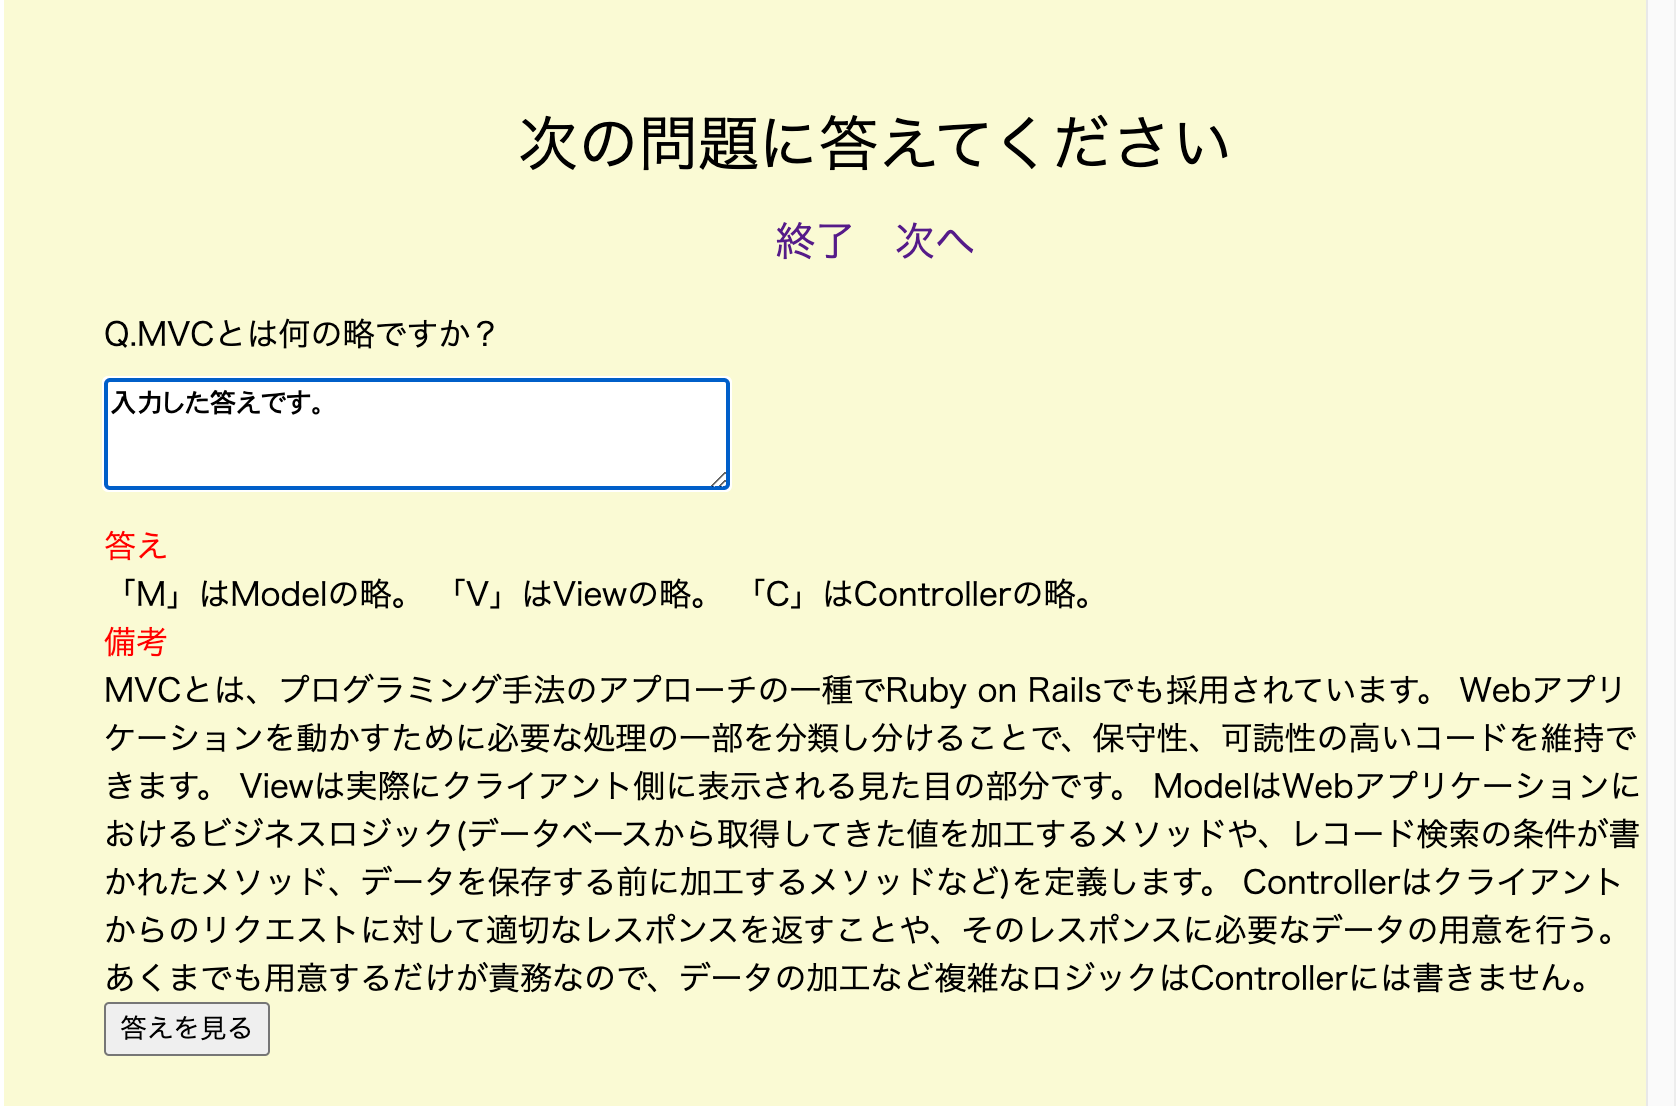 次の問題に答えてください
終了　次へ
Q.MVCとは何の略ですか？
入力した答えです。
答え
「M」はModelの略。 「V」はViewの略。 「C」はControllerの略。
備考
MVCとは、プログラミング手法のアプローチの一種でRuby on Railsでも採用されています。 Webアプリ
ケーションを動かすために必要な処理の一部を分類し分けることで、保守性、可読性の高いコードを維持で
きます。 Viewは実際にクライアント側に表示される見た目の部分です。 ModelはWebアプリケーションに
おけるビジネスロジック(データベースから取得してきた値を加工するメソッドや、レコード検索の条件が書
かれたメソッド、データを保存する前に加工するメソッドなど)を定義します。 Controllerはクライアント
からのリクエストに対して適切なレスポンスを返すことや、そのレスポンスに必要なデータの用意を行う。
あくまでも用意するだけが責務なので、データの加工など複雑なロジックはControllerには書きません。
答えを見る